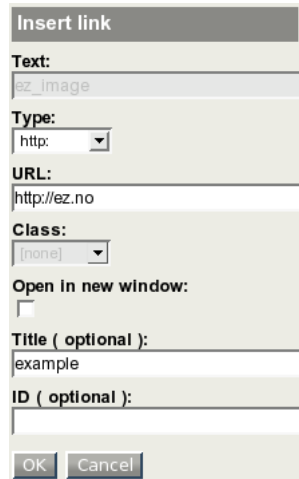 Insert link
Text:
ez_image
Type:
http:
URL:
http://ez.no
Class:
[none]
Open in new window:
Title ( optional ):
example
ID ( optional ):
OK Cancel